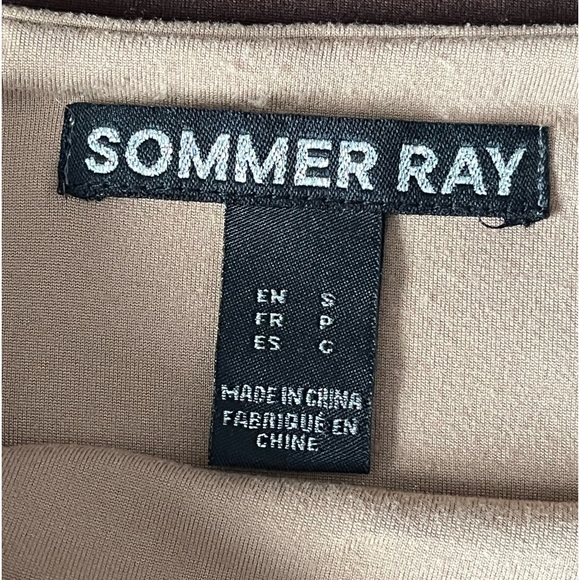 SOMMER RAY
EN S
FR P
ES C
MADE IN CHINA
FABRIQUÉ EN
CHINE